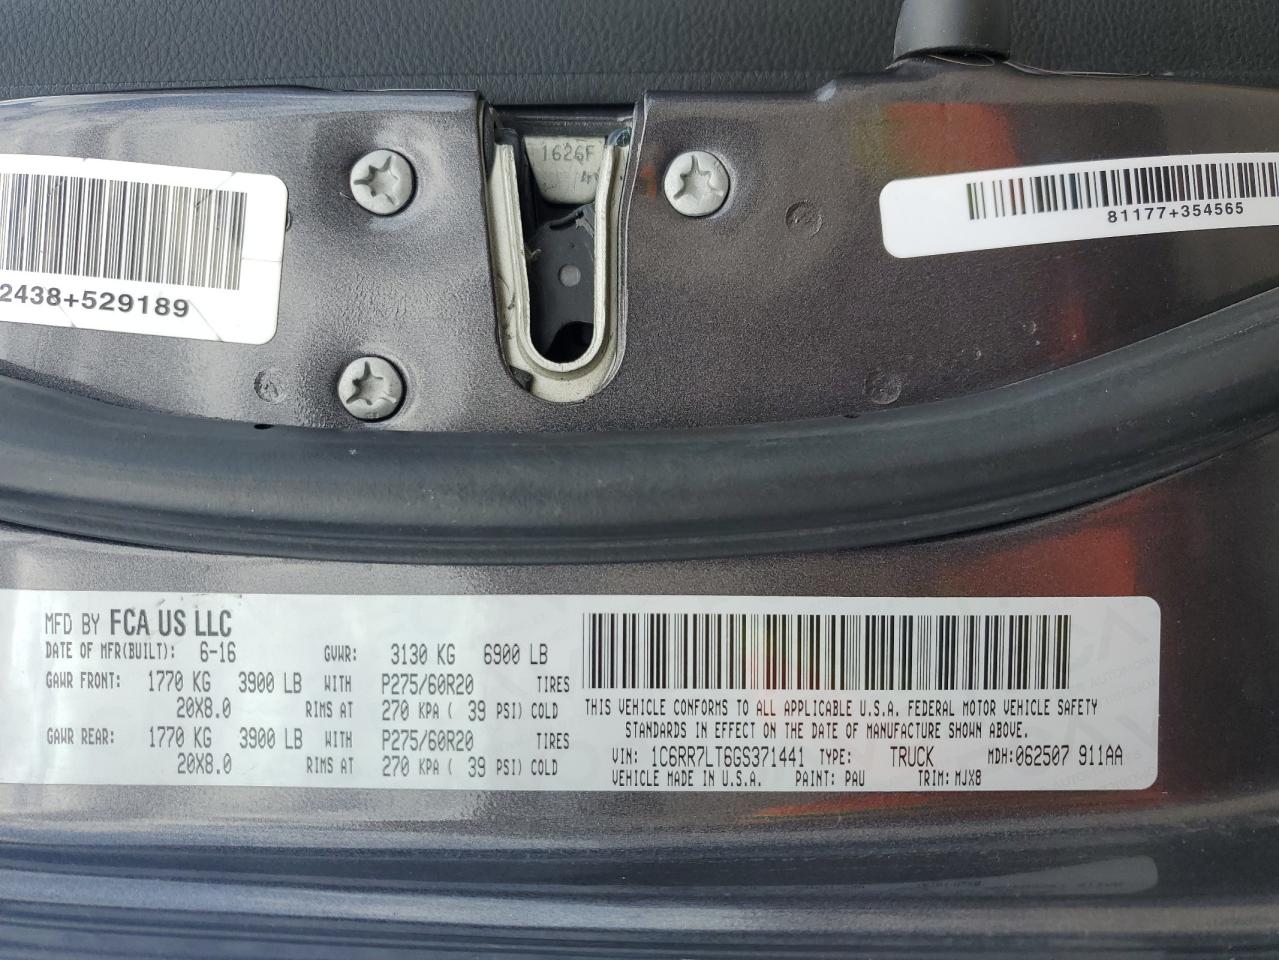 1626F
81177+354565
2438+529189
MFD BY FCA US LLC
DATE OF MFR(BUILT): 6-16 GVWR: 3130 KG 6900 LB
GAWR FRONT: 1770 KG 3900 LB WITH P275/60R20 TIRES
20X8.0 RIMS AT 270 KPA ( 39 PSI) COLD
GAWR REAR: 1770 KG 3900 LB WITH P275/60R20 TIRES
20X8.0 RIMS AT 270 KPA ( 39 PSI) COLD
THIS VEHICLE CONFORMS TO ALL APPLICABLE U.S.A. FEDERAL MOTOR VEHICLE SAFETY
STANDARDS IN EFFECT ON THE DATE OF MANUFACTURE SHOWN ABOVE.
VIN: 1C6RR7LT6GS371441 TYPE: TRUCK MDH:062507 911AA
VEHICLE MADE IN U.S.A. PAINT: PAU TRIM: MJX8